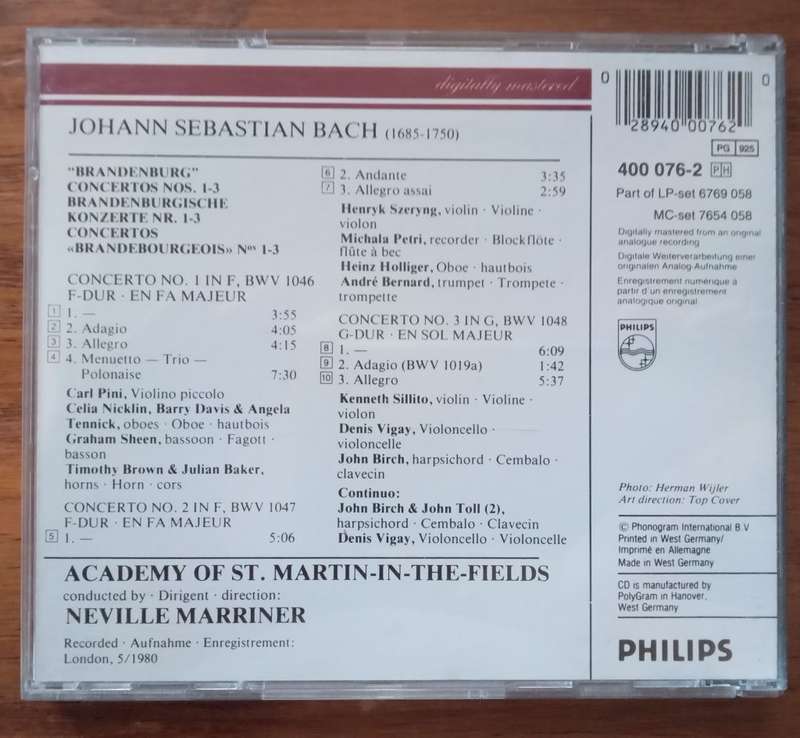 digitally mastered
JOHANN SEBASTIAN BACH (1685-1750)
"BRANDENBURG"
CONCERTOS NOS. 1-3
BRANDENBURGISCHE
KONZERTE NR. 1-3
CONCERTOS
«BRANDEBOURGEOIS» Nos 1-3
CONCERTO NO. 1 IN F, BWV 1046
F-DUR · EN FA MAJEUR
1 1. — 3:55
2 2. Adagio 4:05
3 3. Allegro 4:15
4 4. Menuetto — Trio —
Polonaise 7:30
Carl Pini, Violino piccolo
Celia Nicklin, Barry Davis & Angela
Tennick, oboes · Oboe · hautbois
Graham Sheen, bassoon · Fagott ·
basson
Timothy Brown & Julian Baker,
horns · Horn · cors
CONCERTO NO. 2 IN F, BWV 1047
F-DUR · EN FA MAJEUR
5 1. — 5:06
6 2. Andante 3:35
7 3. Allegro assai 2:59
Henryk Szeryng, violin · Violine ·
violon
Michala Petri, recorder · Blockflöte ·
flûte à bec
Heinz Holliger, Oboe · hautbois
André Bernard, trumpet · Trompete ·
trompette
CONCERTO NO. 3 IN G, BWV 1048
G-DUR · EN SOL MAJEUR
8 1. — 6:09
9 2. Adagio (BWV 1019a) 1:42
10 3. Allegro 5:37
Kenneth Sillito, violin · Violine ·
violon
Denis Vigay, Violoncello ·
violoncelle
John Birch, harpsichord · Cembalo ·
clavecin
Continuo:
John Birch & John Toll (2),
harpsichord · Cembalo · Clavecin
Denis Vigay, Violoncello · Violoncelle
ACADEMY OF ST. MARTIN-IN-THE-FIELDS
conducted by · Dirigent · direction:
NEVILLE MARRINER
Recorded · Aufnahme · Enregistrement:
London, 5/1980
0 28940 00762 0
PG 925
400 076-2 PH
Part of LP-set 6769 058
MC-set 7654 058
Digitally mastered from an original
analogue recording
Digitale Weiterverarbeitung einer
originalen Analog-Aufnahme
Enregistrement numérique à
partir d'un enregistrement
analogique original
PHILIPS
Photo: Herman Wijler
Art direction: Top Cover
© Phonogram International B.V
Printed in West Germany/
Imprimé en Allemagne
Made in West Germany
CD is manufactured by
PolyGram in Hanover,
West Germany
PHILIPS